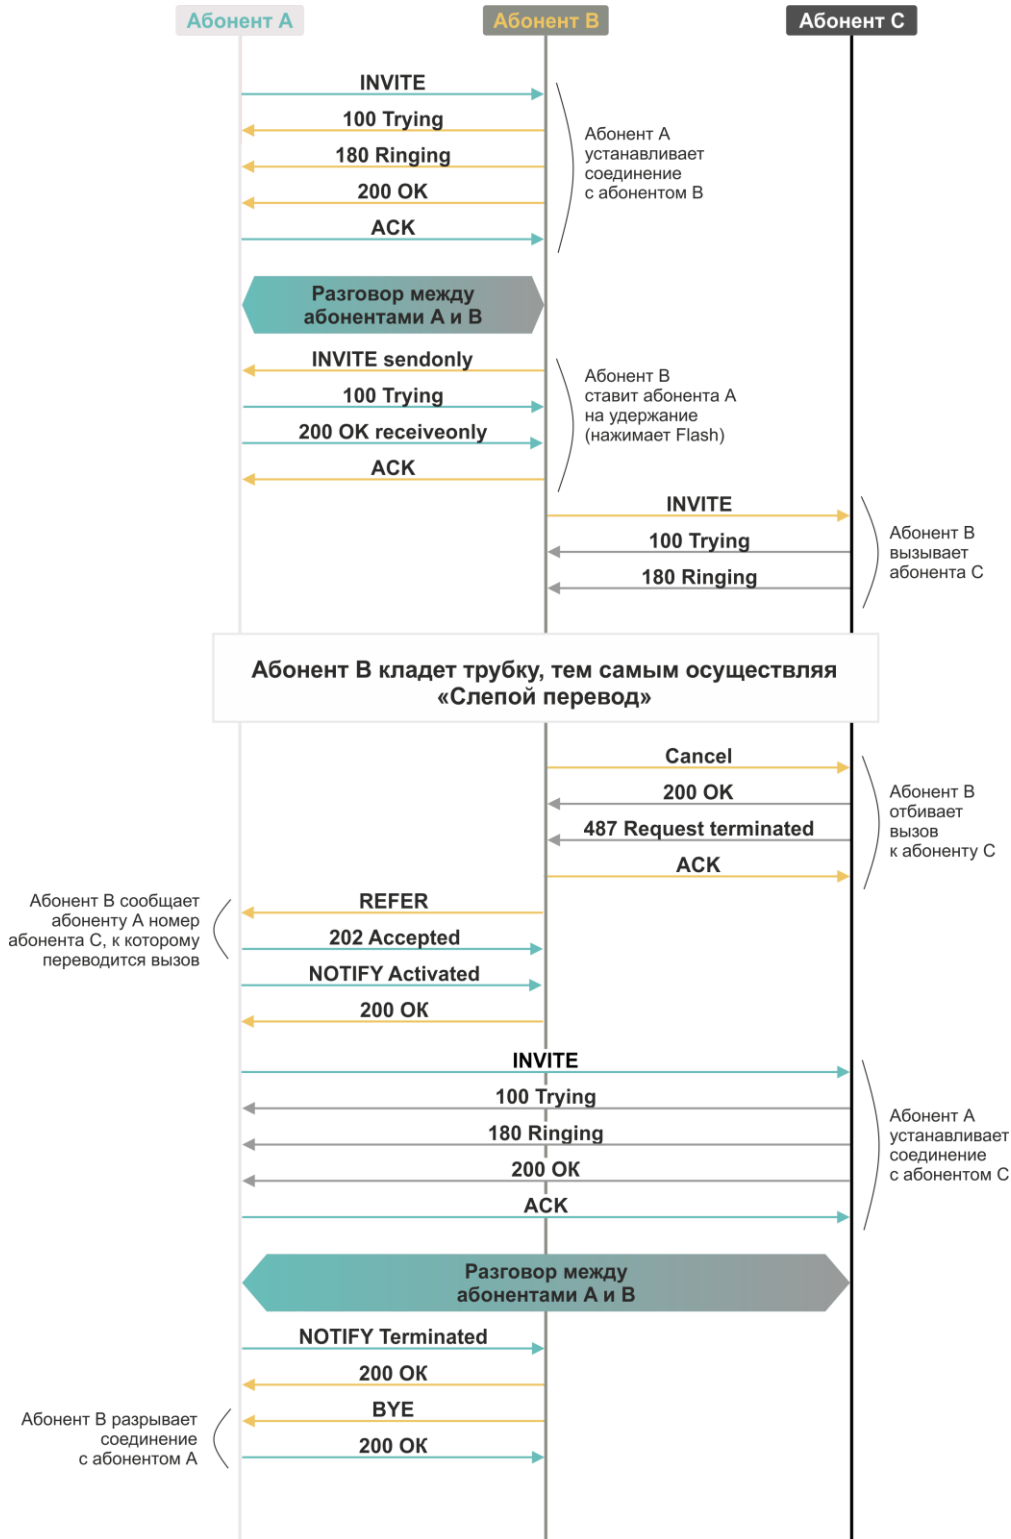 Абонент А
Абонент В
Абонент С
INVITE
100 Trying
180 Ringing
200 OK
ACK
Абонент А
устанавливает
соединение
с абонентом В
Разговор между
абонентами А и В
INVITE sendonly
100 Trying
200 OK receiveonly
ACK
Абонент В
ставит абонента А
на удержание
(нажимает Flash)
INVITE
100 Trying
180 Ringing
Абонент В
вызывает
абонента С
Абонент В кладет трубку, тем самым осуществляя
«Слепой перевод»
Cancel
200 OK
487 Request terminated
ACK
Абонент В
отбивает
вызов
к абоненту С
Абонент В сообщает
абоненту А номер
абонента С, к которому
переводится вызов
REFER
202 Accepted
NOTIFY Activated
200 OK
INVITE
100 Trying
180 Ringing
200 OK
ACK
Абонент А
устанавливает
соединение
с абонентом С
Разговор между
абонентами А и В
NOTIFY Terminated
200 OK
BYE
200 OK
Абонент В разрывает
соединение
с абонентом А